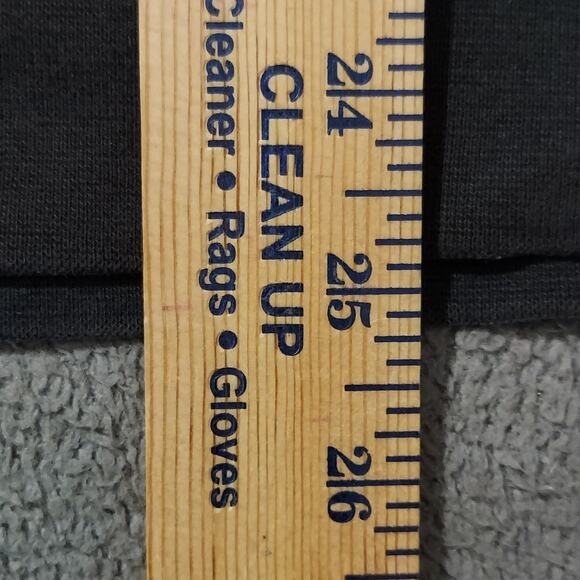 24
25
26
CLEAN UP
Cleaner • Rags • Gloves